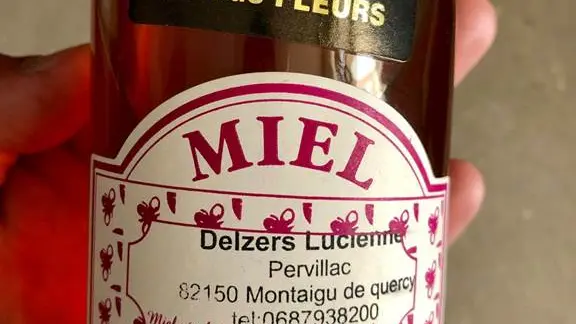 FLEURS
MIEL
Delzers Lucienne
Pervillac
82150 Montaigu de quercy
tel:0687938200